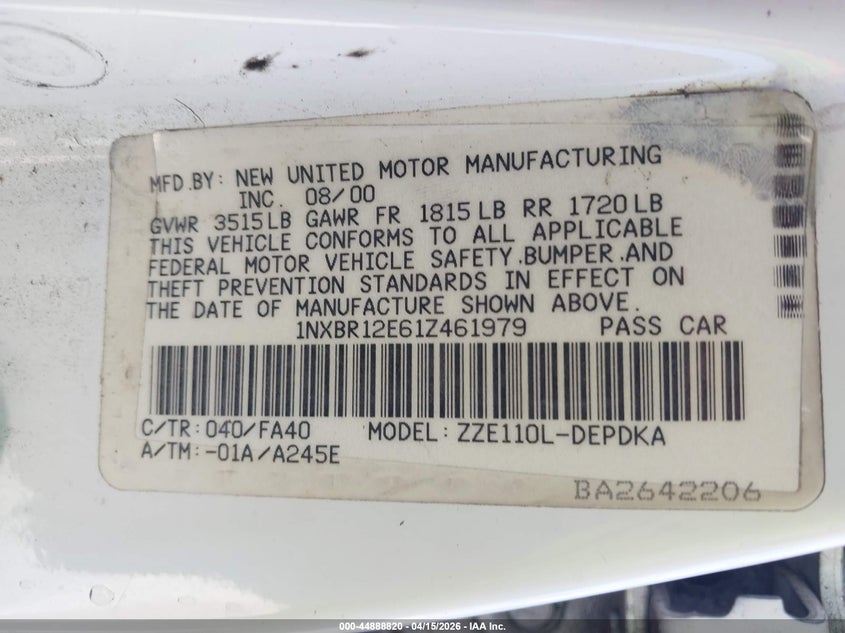 MFD.BY: NEW UNITED MOTOR MANUFACTURING
INC. 08/00
GVWR 3515LB GAWR FR 1815LB RR 1720LB
THIS VEHICLE CONFORMS TO ALL APPLICABLE
FEDERAL MOTOR VEHICLE SAFETY.BUMPER.AND
THEFT PREVENTION STANDARDS IN EFFECT ON
THE DATE OF MANUFACTURE SHOWN ABOVE.
1NXBR12E61Z461979 PASS CAR
C/TR: 040/FA40 MODEL: ZZE110L-DEPDKA
A/TM: -01A/A245E
BA2642206
000-44888820 - 04/15/2026 - IAA Inc.